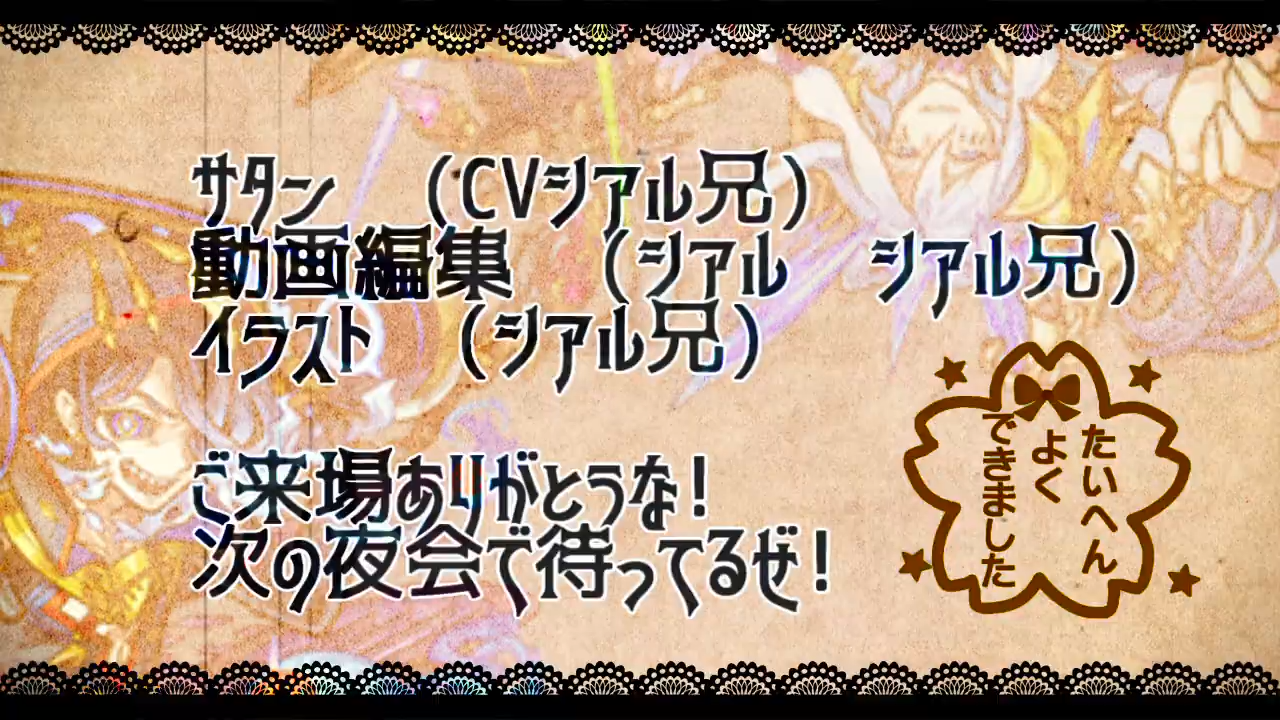 サタン　(CVシアル兄)
動画編集　(シアル　シアル兄)
イラスト　(シアル兄)
ご来場ありがとうな!
次の夜会で待ってるぜ!
たいへん
よく
できました